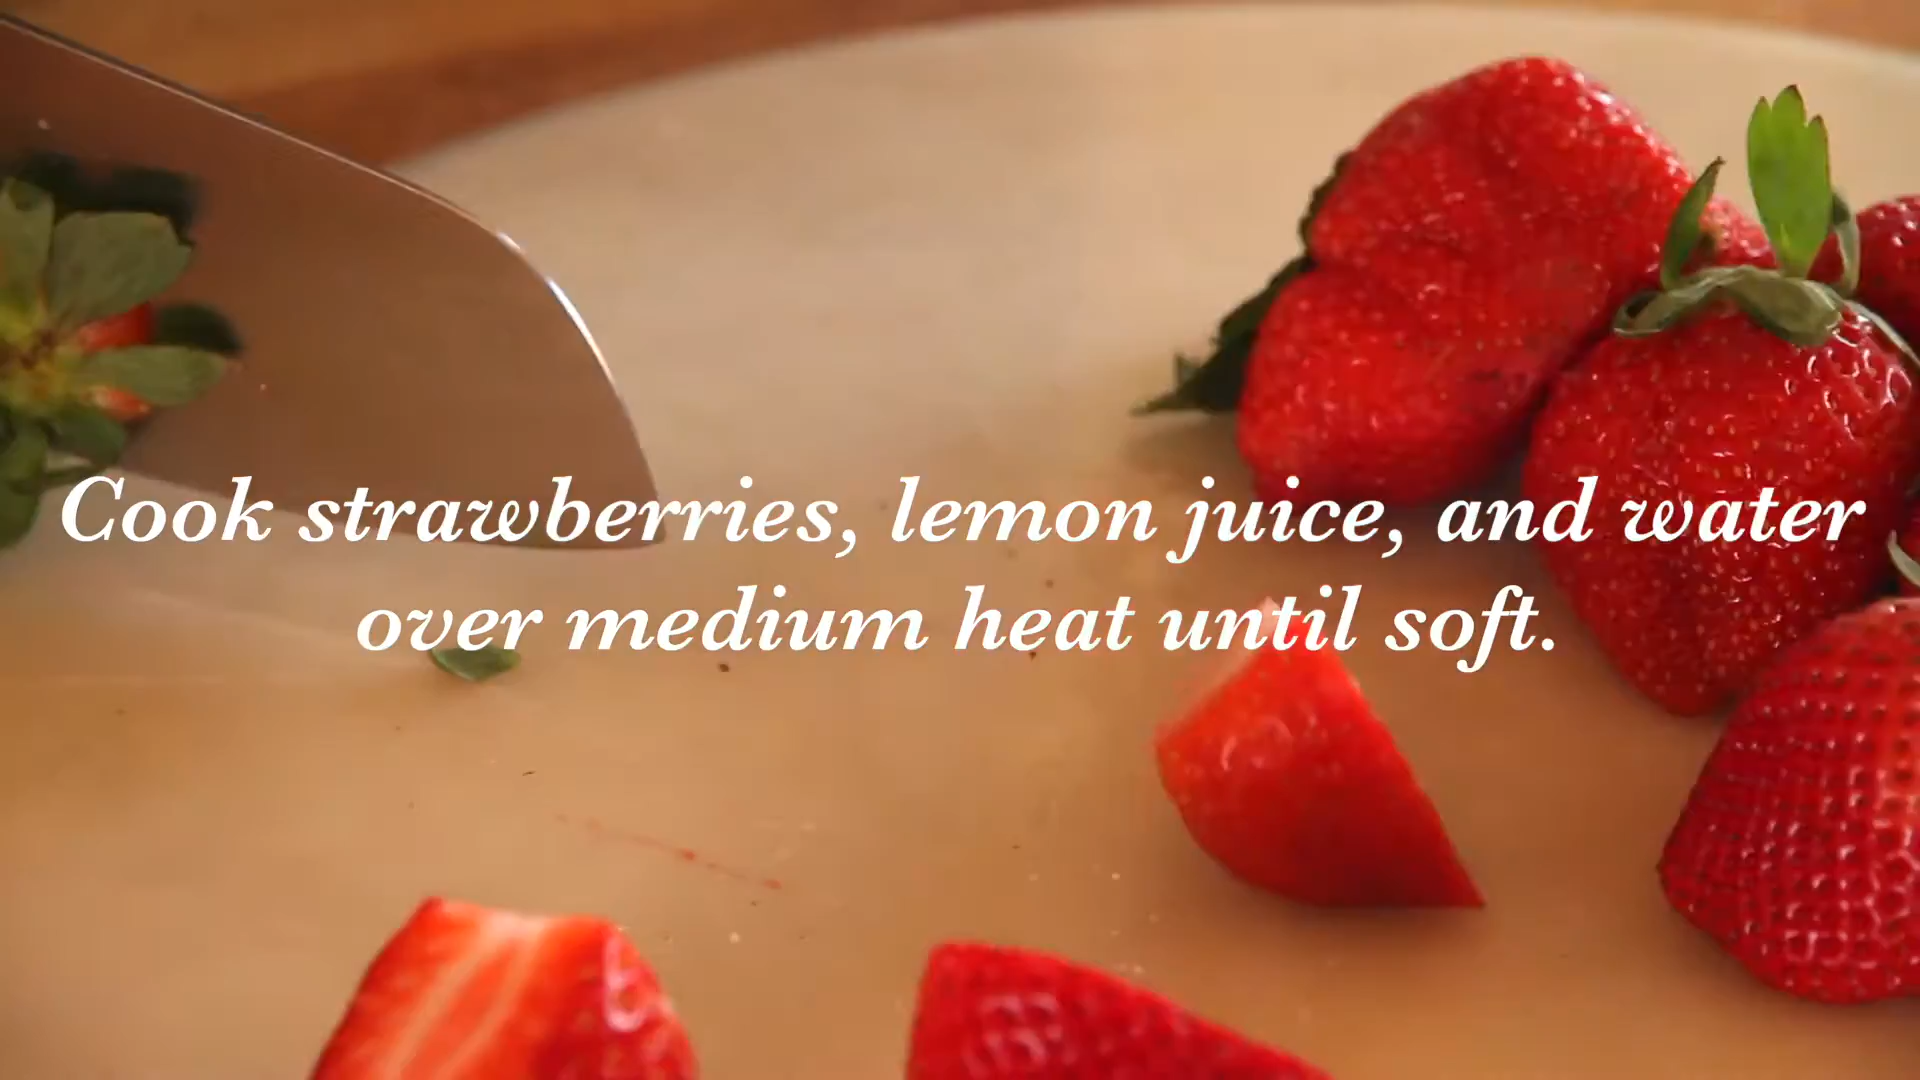 Cook strawberries, lemon juice, and water
over medium heat until soft.